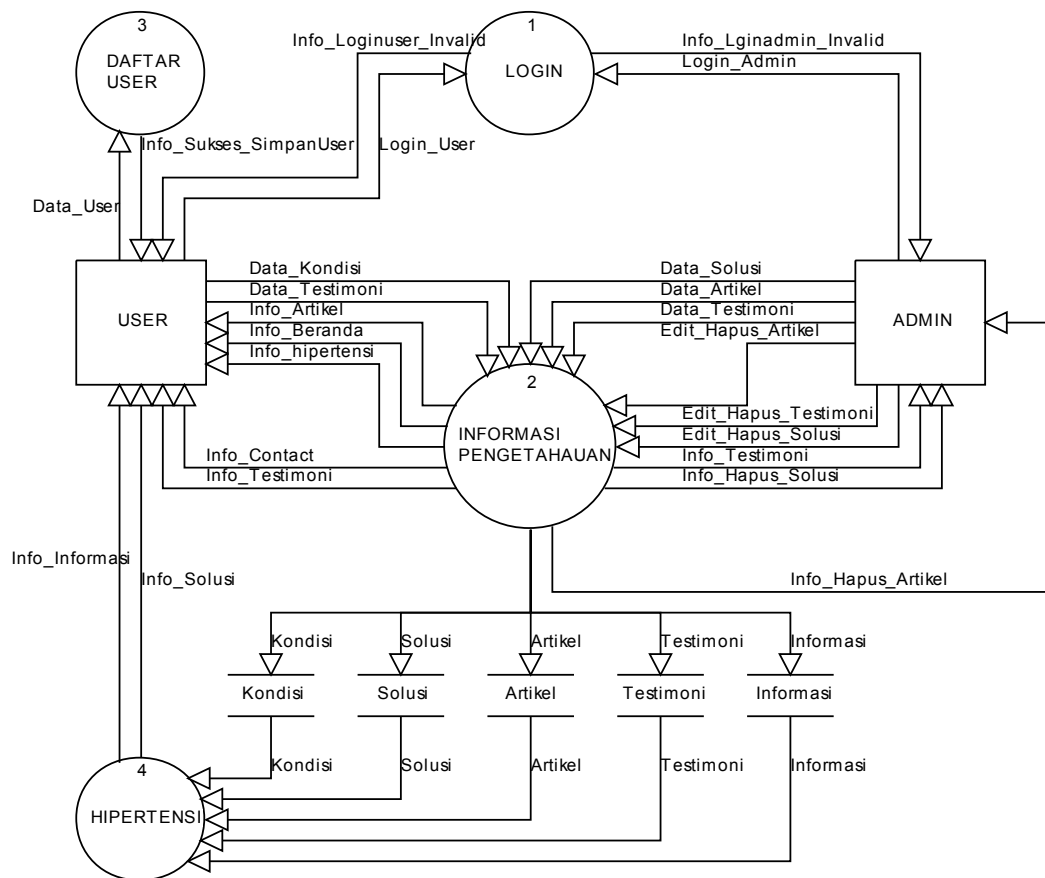 3
DAFTAR
USER
1
LOGIN
Info_Loginuser_Invalid
Info_Lginadmin_Invalid
Login_Admin
Info_Sukses_SimpanUser
Login_User
Data_User
USER
ADMIN
Data_Kondisi
Data_Testimoni
Info_Artikel
Info_Beranda
Info_hipertensi
Data_Solusi
Data_Artikel
Data_Testimoni
Edit_Hapus_Artikel
2
INFORMASI
PENGETAHAUAN
Edit_Hapus_Testimoni
Edit_Hapus_Solusi
Info_Testimoni
Info_Hapus_Solusi
Info_Contact
Info_Testimoni
Info_Informasi
Info_Solusi
Info_Hapus_Artikel
Kondisi
Solusi
Artikel
Testimoni
Informasi
Kondisi
Solusi
Artikel
Testimoni
Informasi
Kondisi
Solusi
Artikel
Testimoni
Informasi
4
HIPERTENSI